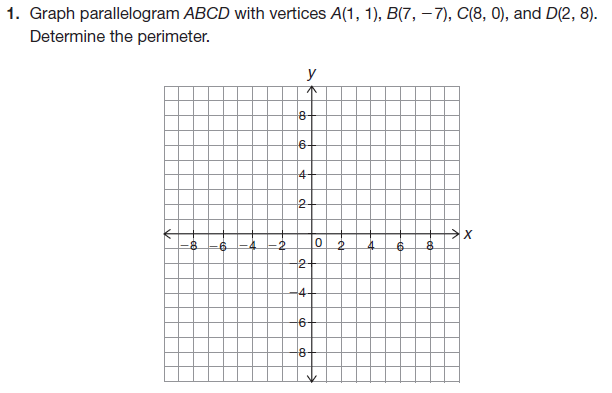 1. Graph parallelogram ABCD with vertices A(1, 1), B(7, −7), C(8, 0), and D(2, 8).
Determine the perimeter.
y
8
6
4
2
−8 −6 −4 −2 0 2 4 6 8 x
−2
−4
−6
−8